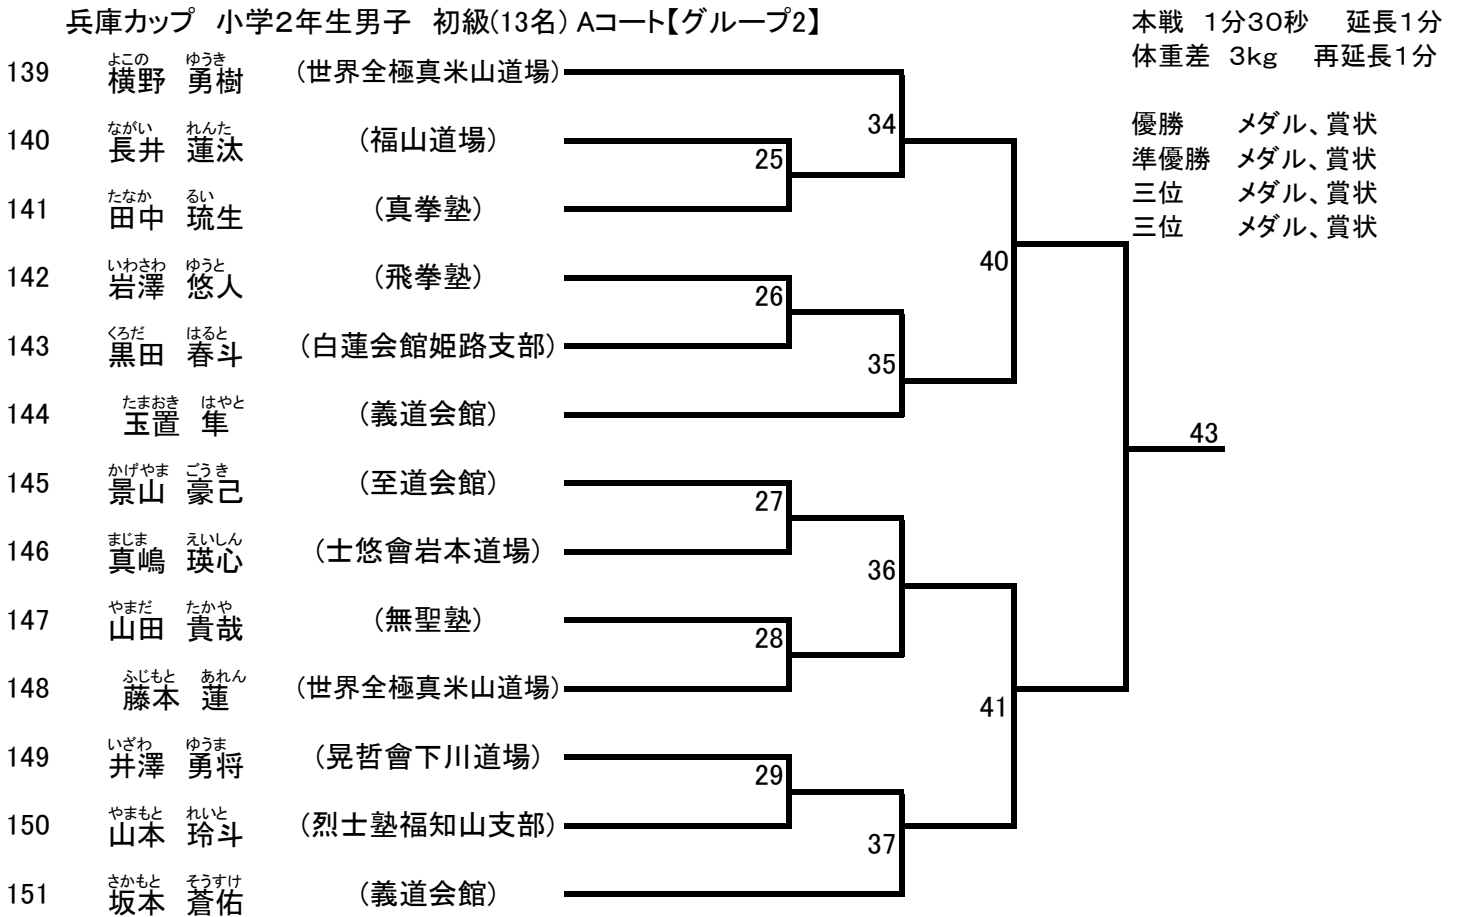 兵庫カップ　小学2年生男子　初級(13名) Aコート【グループ2】
本戦　1分30秒　延長1分
体重差　3kg　再延長1分
優勝　メダル、賞状
準優勝　メダル、賞状
三位　メダル、賞状
三位　メダル、賞状
よこの　ゆうき
139　横野　勇樹　(世界全極真米山道場)
34
ながい　れんた
140　長井　蓮汰　(福山道場)
25
たなか　るい
141　田中　琉生　(真拳塾)
40
いわさわ　ゆうと
142　岩澤　悠人　(飛拳塾)
26
くろだ　はると
143　黒田　春斗　(白蓮会館姫路支部)
35
たまおき　はやと
144　玉置　隼　(義道会館)
43
かげやま　ごうき
145　景山　豪己　(至道会館)
27
まじま　えいしん
146　真嶋　瑛心　(士悠會岩本道場)
36
やまだ　たかや
147　山田　貴哉　(無聖塾)
28
ふじもと　あれん
148　藤本　蓮　(世界全極真米山道場)
41
いざわ　ゆうま
149　井澤　勇将　(晃哲會下川道場)
29
やまもと　れいと
150　山本　玲斗　(烈士塾福知山支部)
37
さかもと　そうすけ
151　坂本　蒼佑　(義道会館)